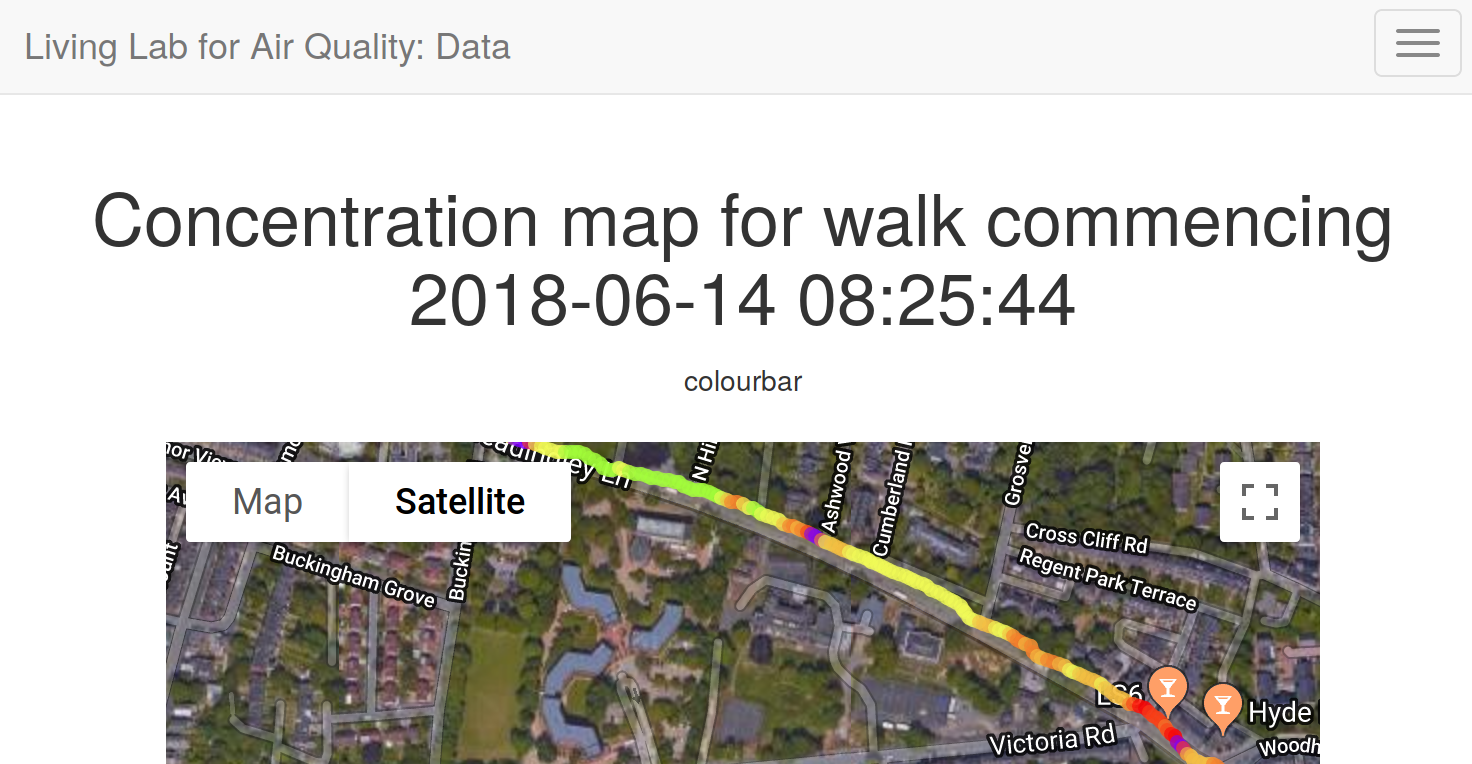 Living Lab for Air Quality: Data
Concentration map for walk commencing
2018-06-14 08:25:44
colourbar
Map
Satellite
N Hi
Ashwood
Cumberland
Grosve
Cross Cliff Rd
Regent Park Terrace
Buckingham Grove
Buckin
LS6
Hyde
Victoria Rd
Woodh